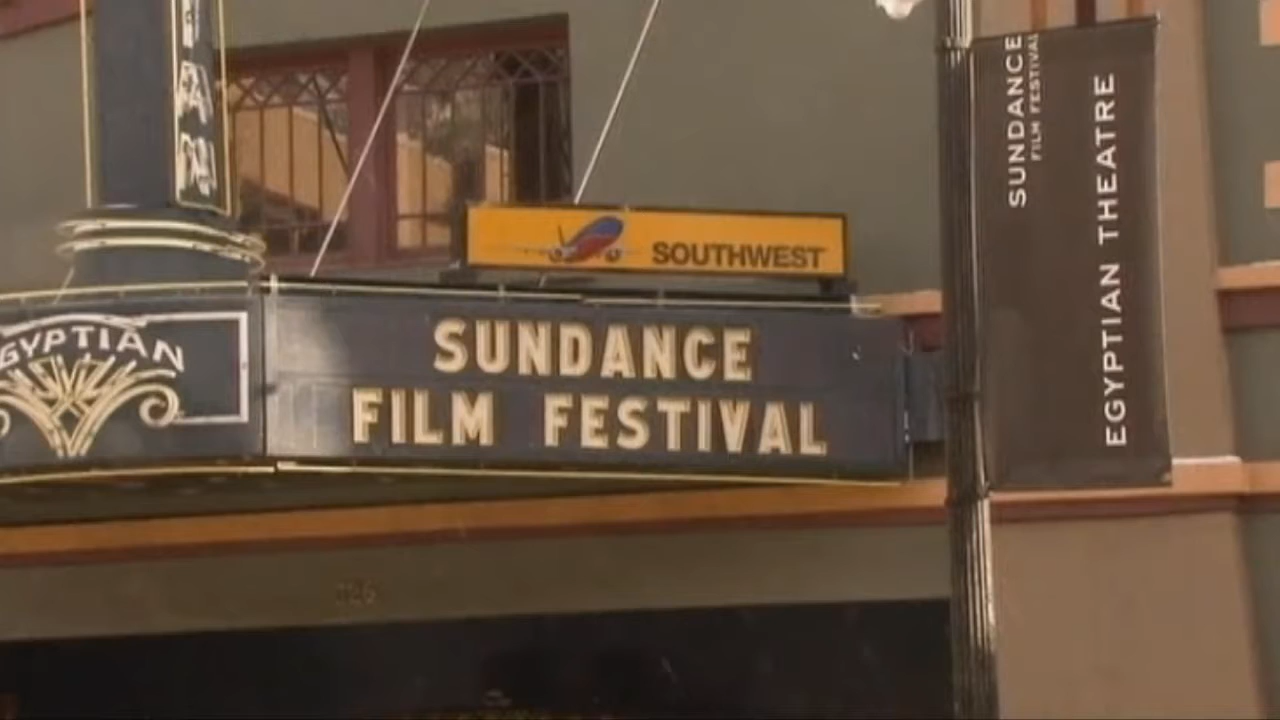 SOUTHWEST
EGYPTIAN
SUNDANCE
FILM FESTIVAL
SUNDANCE
FILM FESTIVAL
EGYPTIAN THEATRE